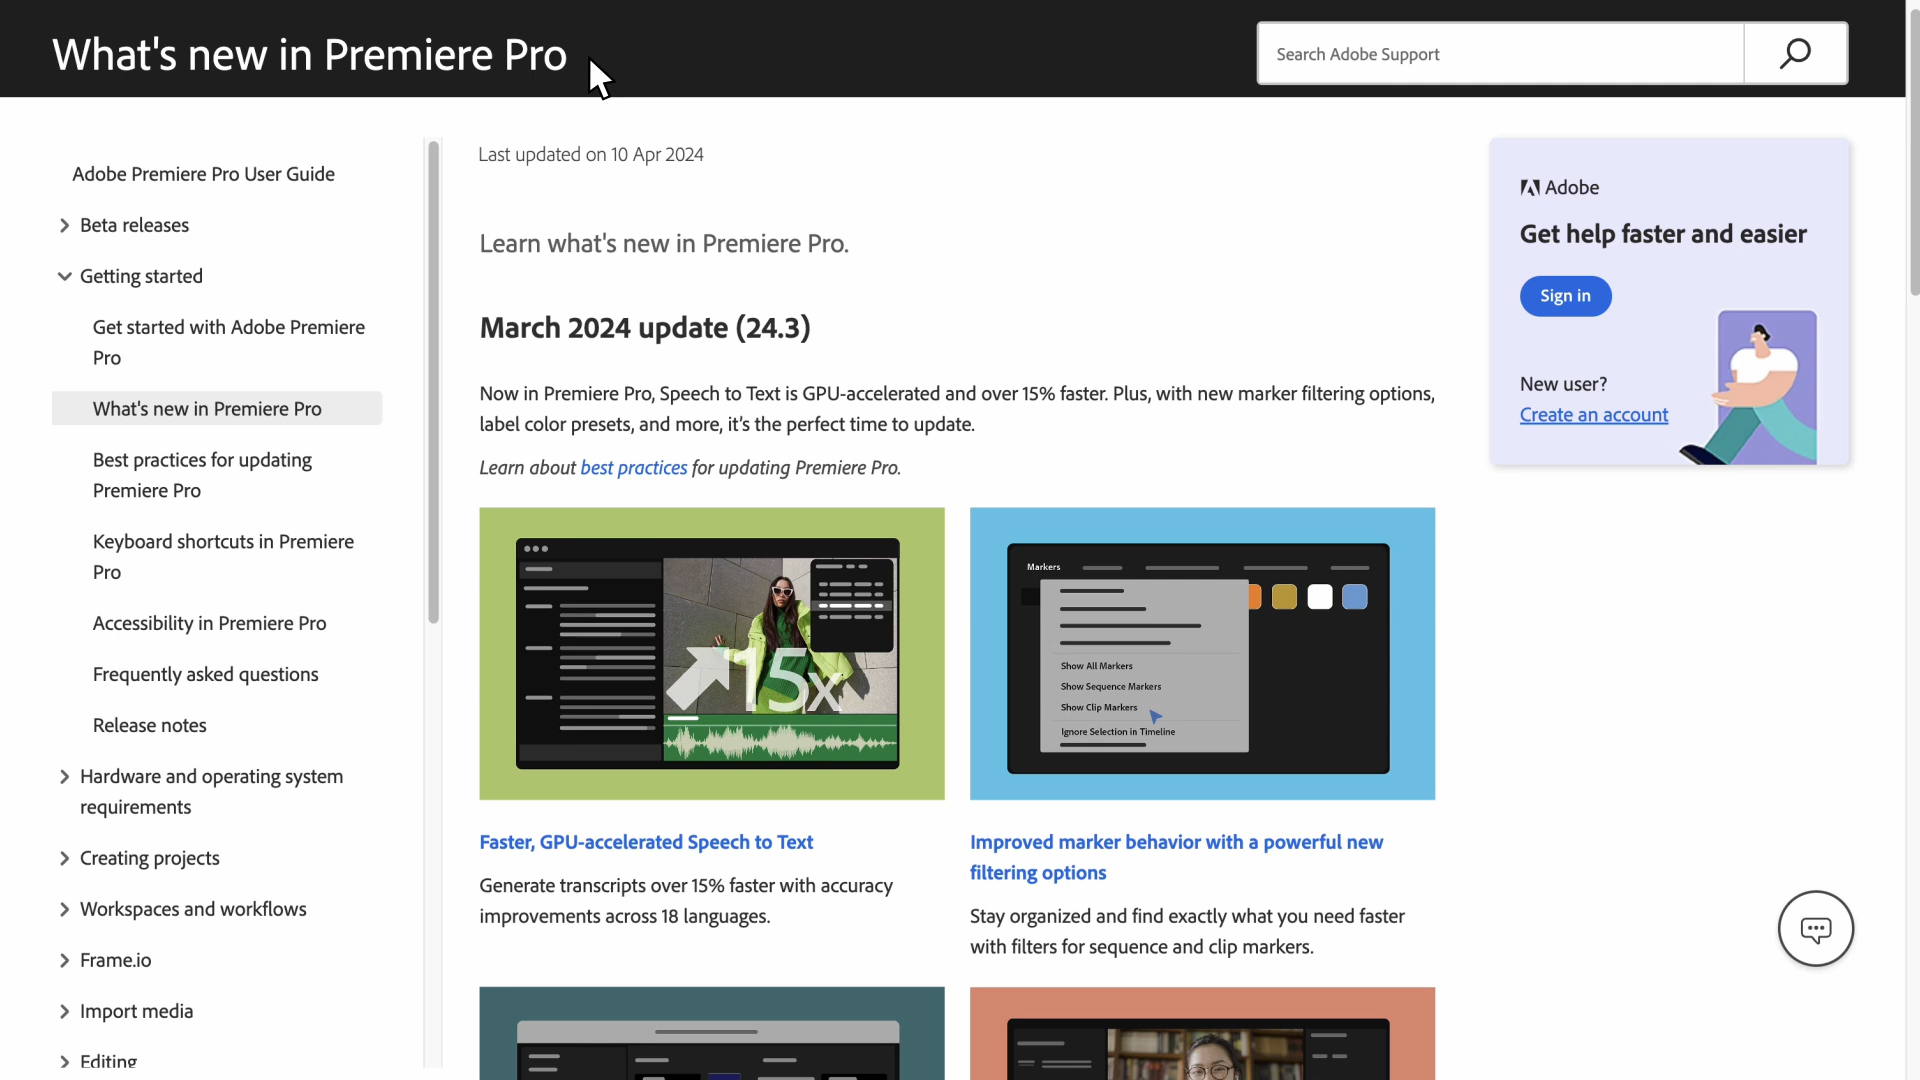 What's new in Premiere Pro
Search Adobe Support
Adobe Premiere Pro User Guide
Beta releases
Getting started
Get started with Adobe Premiere
Pro
What's new in Premiere Pro
Best practices for updating
Premiere Pro
Keyboard shortcuts in Premiere
Pro
Accessibility in Premiere Pro
Frequently asked questions
Release notes
Hardware and operating system
requirements
Creating projects
Workspaces and workflows
Frame.io
Import media
Editing
Last updated on 10 Apr 2024
Learn what's new in Premiere Pro.
March 2024 update (24.3)
Now in Premiere Pro, Speech to Text is GPU-accelerated and over 15% faster. Plus, with new marker filtering options,
label color presets, and more, it's the perfect time to update.
Learn about best practices for updating Premiere Pro.
15x
Markers
Show All Markers
Show Sequence Markers
Show Clip Markers
Ignore Selection in Timeline
Faster, GPU-accelerated Speech to Text
Generate transcripts over 15% faster with accuracy
improvements across 18 languages.
Improved marker behavior with a powerful new
filtering options
Stay organized and find exactly what you need faster
with filters for sequence and clip markers.
Adobe
Get help faster and easier
Sign in
New user?
Create an account